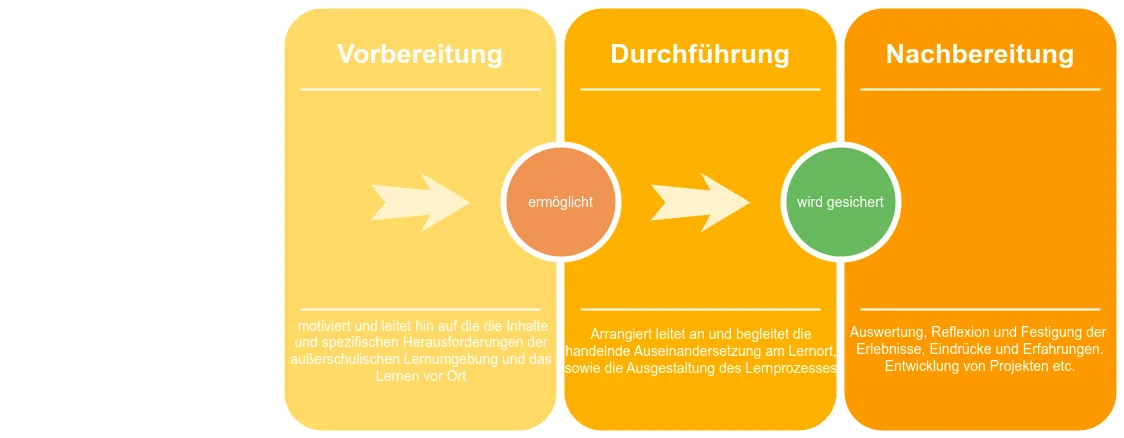 Vorbereitung
Durchführung
Nachbereitung
ermöglicht
wird gesichert
motiviert und leitet hin auf die die Inhalte
und spezifischen Herausforderungen der
außerschulischen Lernumgebung und das
Lernen vor Ort
Arrangiert leitet an und begleitet die
handelnde Auseinandersetzung am Lernort,
sowie die Ausgestaltung des Lernprozesses
Auswertung, Reflexion und Festigung der
Erlebnisse, Eindrücke und Erfahrungen.
Entwicklung von Projekten etc.